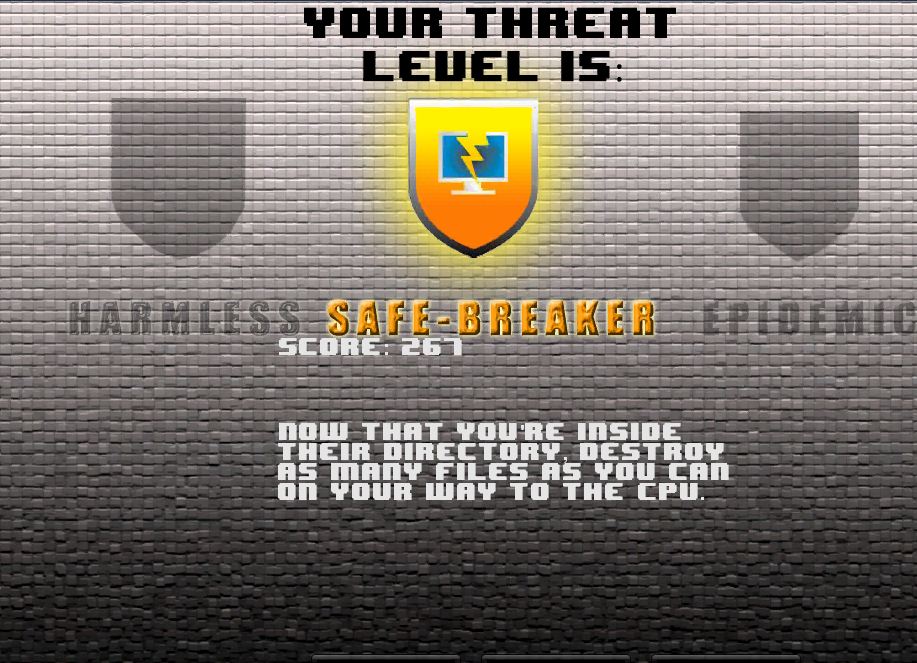 YOUR THREAT
LEVEL IS:
HARMLESS SAFE-BREAKER EPIDEMIC
SCORE: 267
NOW THAT YOU'RE INSIDE
THEIR DIRECTORY, DESTROY
AS MANY FILES AS YOU CAN
ON YOUR WAY TO THE CPU.